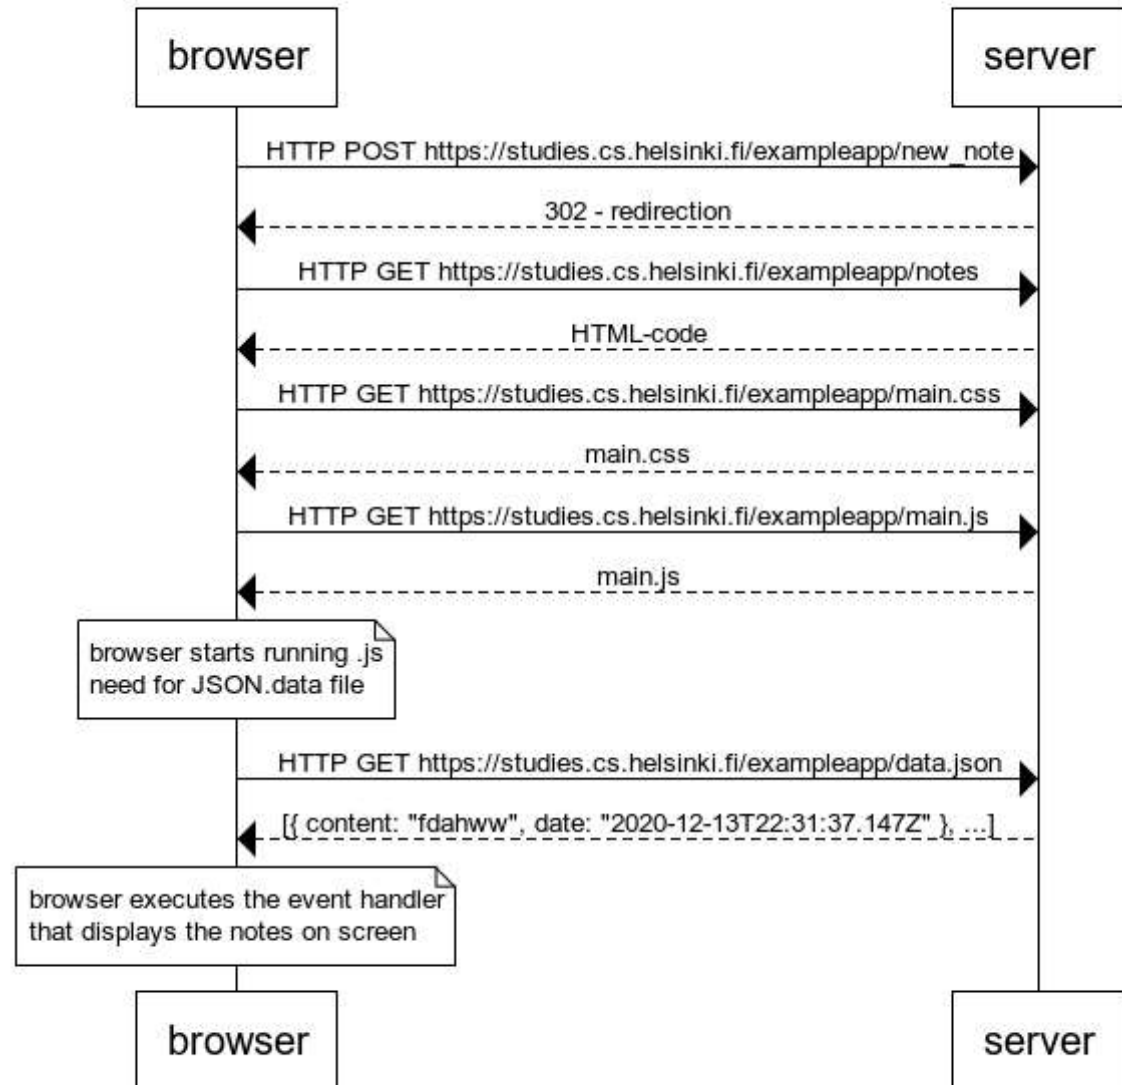 browser
server
HTTP POST https://studies.cs.helsinki.fi/exampleapp/new_note
302 - redirection
HTTP GET https://studies.cs.helsinki.fi/exampleapp/notes
HTML-code
HTTP GET https://studies.cs.helsinki.fi/exampleapp/main.css
main.css
HTTP GET https://studies.cs.helsinki.fi/exampleapp/main.js
main.js
browser starts running .js
need for JSON.data file
HTTP GET https://studies.cs.helsinki.fi/exampleapp/data.json
[{ content: "fdahww", date: "2020-12-13T22:31:37.147Z" }, ...]
browser executes the event handler
that displays the notes on screen
browser
server